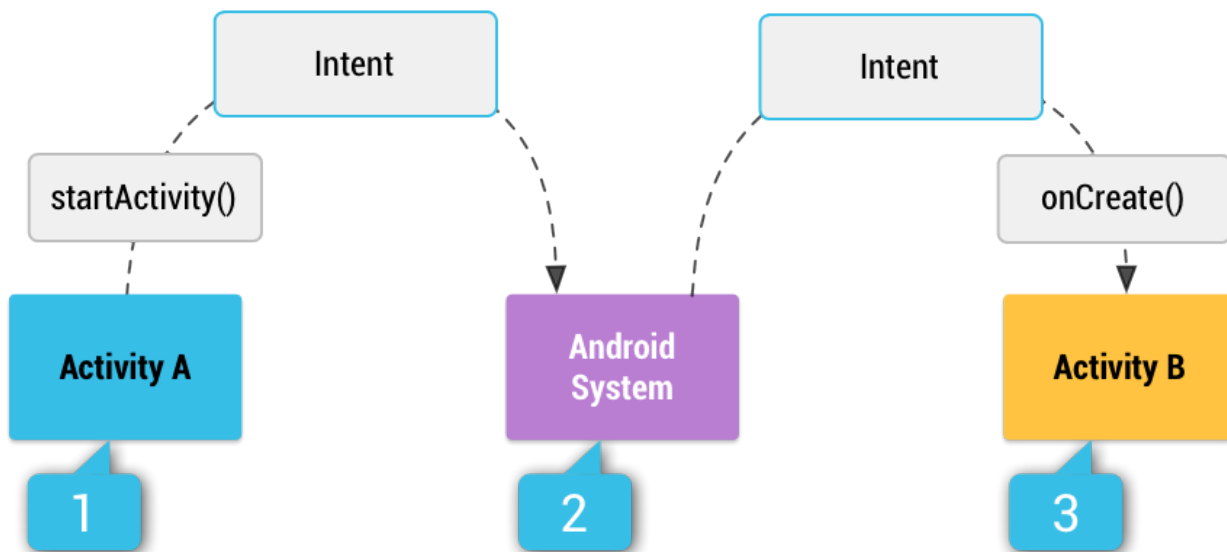 Intent
Intent
startActivity()
onCreate()
Activity A
Android
System
Activity B
1
2
3